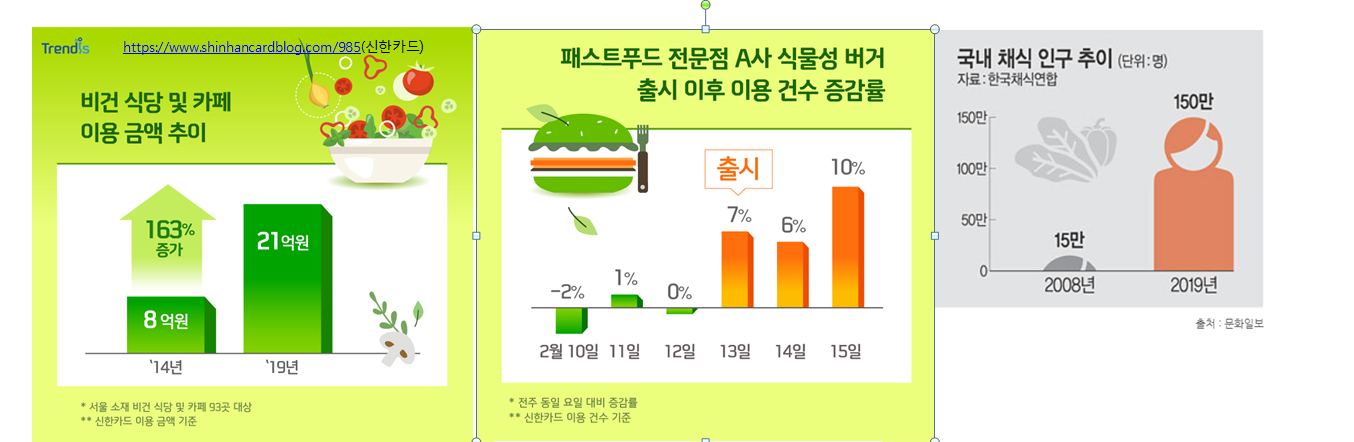 Trendis
https://www.shinhancardblog.com/985(신한카드)
비건 식당 및 카페
이용 금액 추이
163%
증가
8 억원
21 억원
'14년
'19년
* 서울 소재 비건 식당 및 카페 93곳 대상
** 신한카드 이용 금액 기준
패스트푸드 전문점 A사 식물성 버거
출시 이후 이용 건수 증감률
출시
-2%
1%
0%
7%
6%
10%
2월 10일
11일
12일
13일
14일
15일
* 전주 동일 요일 대비 증감률
** 신한카드 이용 건수 기준
국내 채식 인구 추이 (단위:명)
자료:한국채식연합
150만
100만
50만
0
15만
150만
2008년
2019년
출처 : 문화일보